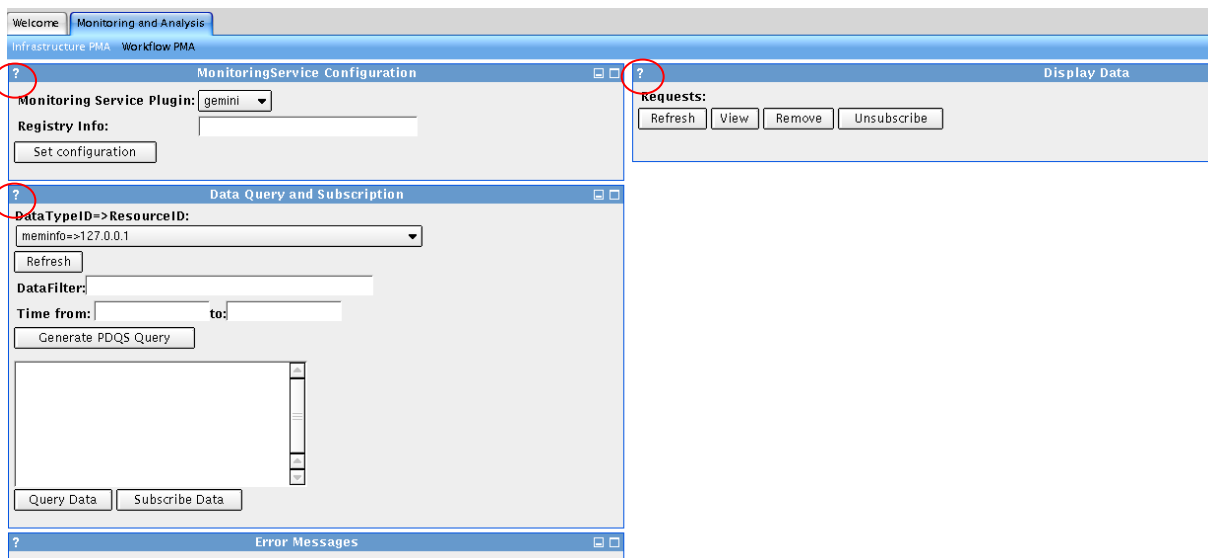 Welcome Monitoring and Analysis
Infrastructure PMA Workflow PMA
? MonitoringService Configuration
Monitoring Service Plugin: gemini
Registry Info:
Set configuration
? Data Query and Subscription
DataTypeID=>ResourceID:
meminfo=>127.0.0.1
Refresh
DataFilter:
Time from: to:
Generate PDQS Query
Query Data Subscribe Data
? Error Messages
? Display Data
Requests:
Refresh View Remove Unsubscribe